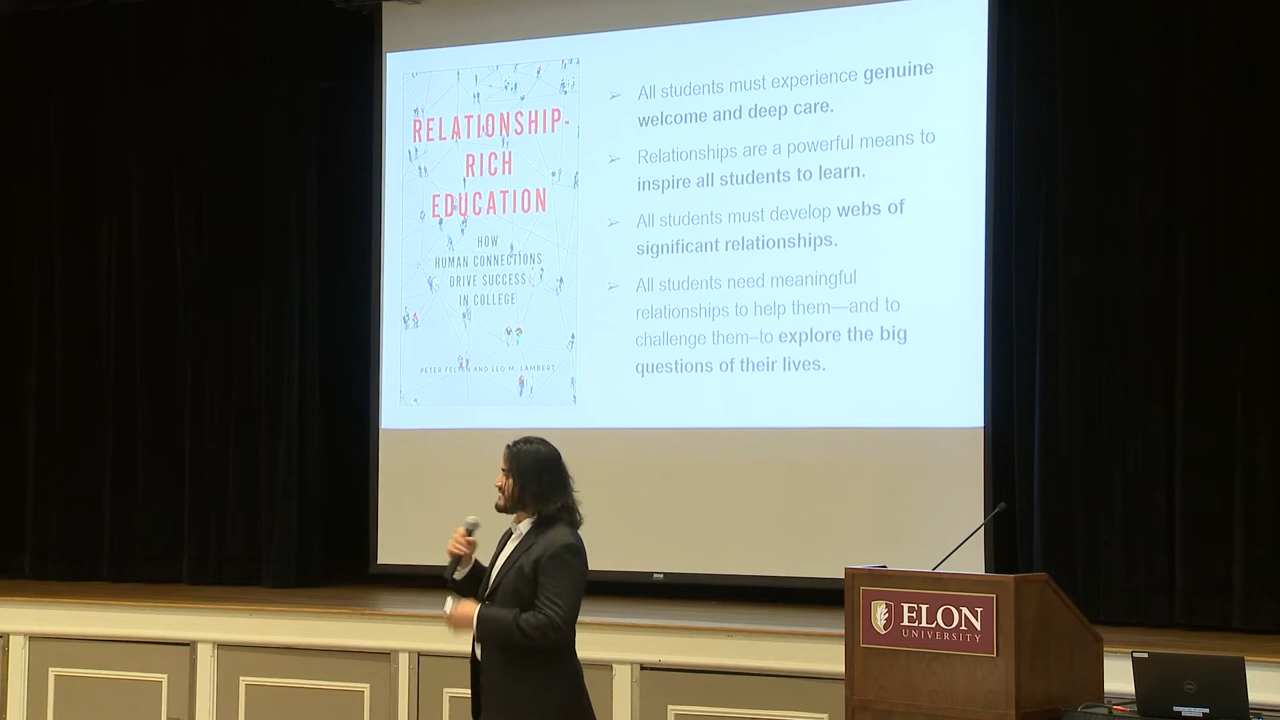 RELATIONSHIP-
RICH
EDUCATION
HOW
HUMAN CONNECTIONS
DRIVE SUCCESS
IN COLLEGE
PETER FELTEN AND LEO M. LAMBERT
All students must experience genuine
welcome and deep care.
Relationships are a powerful means to
inspire all students to learn.
All students must develop webs of
significant relationships.
All students need meaningful
relationships to help them—and to
challenge them–to explore the big
questions of their lives.
ELON
UNIVERSITY
DELL